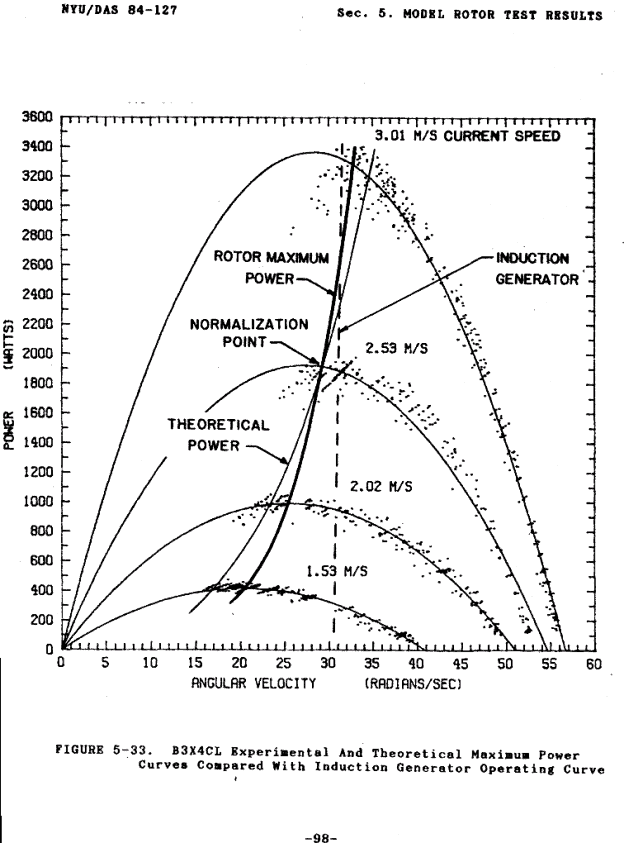 NYU/DAS 84-127
Sec. 5. MODEL ROTOR TEST RESULTS
3600
3400
3200
3000
2800
2600
2400
2200
2000
1800
1600
1400
1200
1000
800
600
400
200
0
POWER (WATTS)
3.01 M/S CURRENT SPEED
ROTOR MAXIMUM
POWER
INDUCTION
GENERATOR
NORMALIZATION
POINT
2.53 M/S
THEORETICAL
POWER
2.02 M/S
1.53 M/S
0 5 10 15 20 25 30 35 40 45 50 55 60
ANGULAR VELOCITY (RADIANS/SEC)
FIGURE 5-33. B3X4CL Experimental And Theoretical Maximum Power
Curves Compared With Induction Generator Operating Curve
-98-